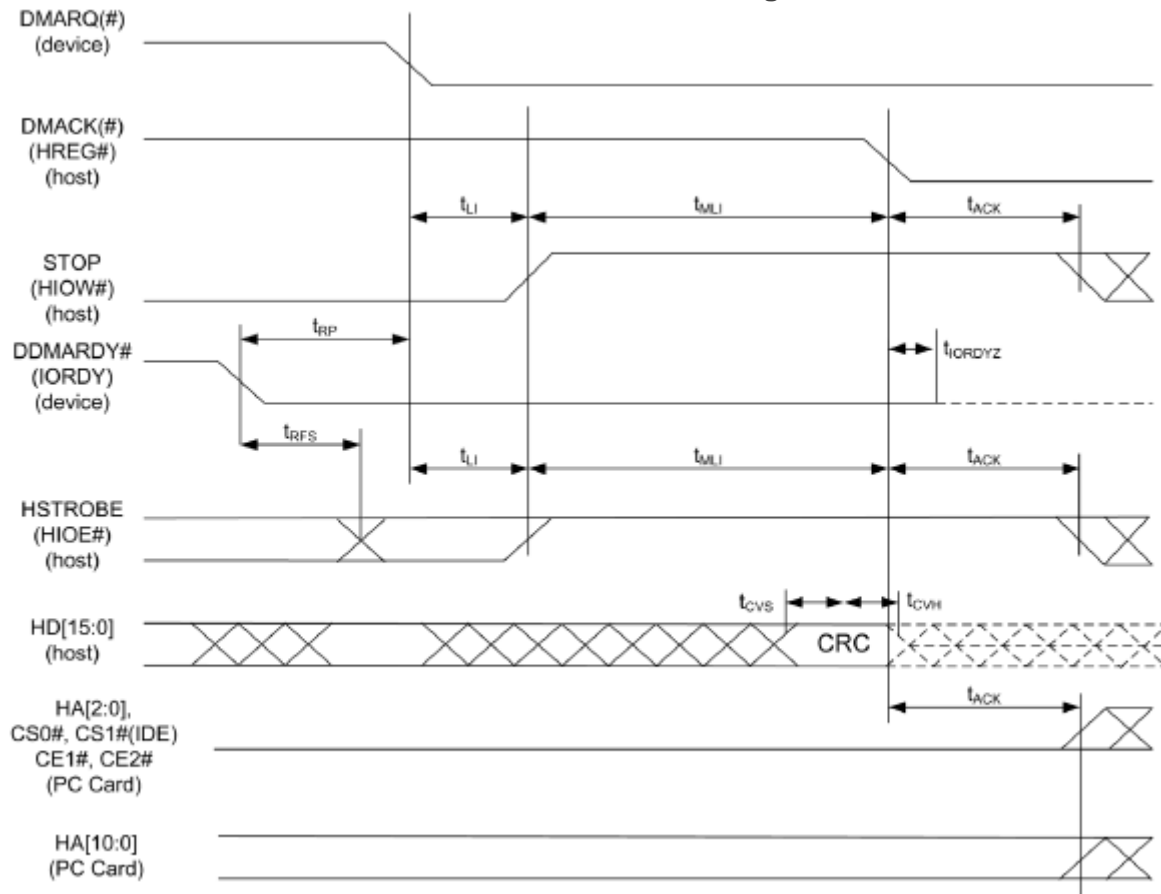 g
DMARQ(#)
(device)
DMACK(#)
(HREG#)
(host)
tLI
tMLI
tACK
STOP
(HIOW#)
(host)
tRP
DDMARDY#
(IORDY)
(device)
tIORDYZ
tRFS
tLI
tMLI
tACK
HSTROBE
(HIOE#)
(host)
tCVS
tCVH
HD[15:0]
(host)
CRC
HA[2:0],
CS0#, CS1#(IDE)
CE1#, CE2#
(PC Card)
tACK
HA[10:0]
(PC Card)